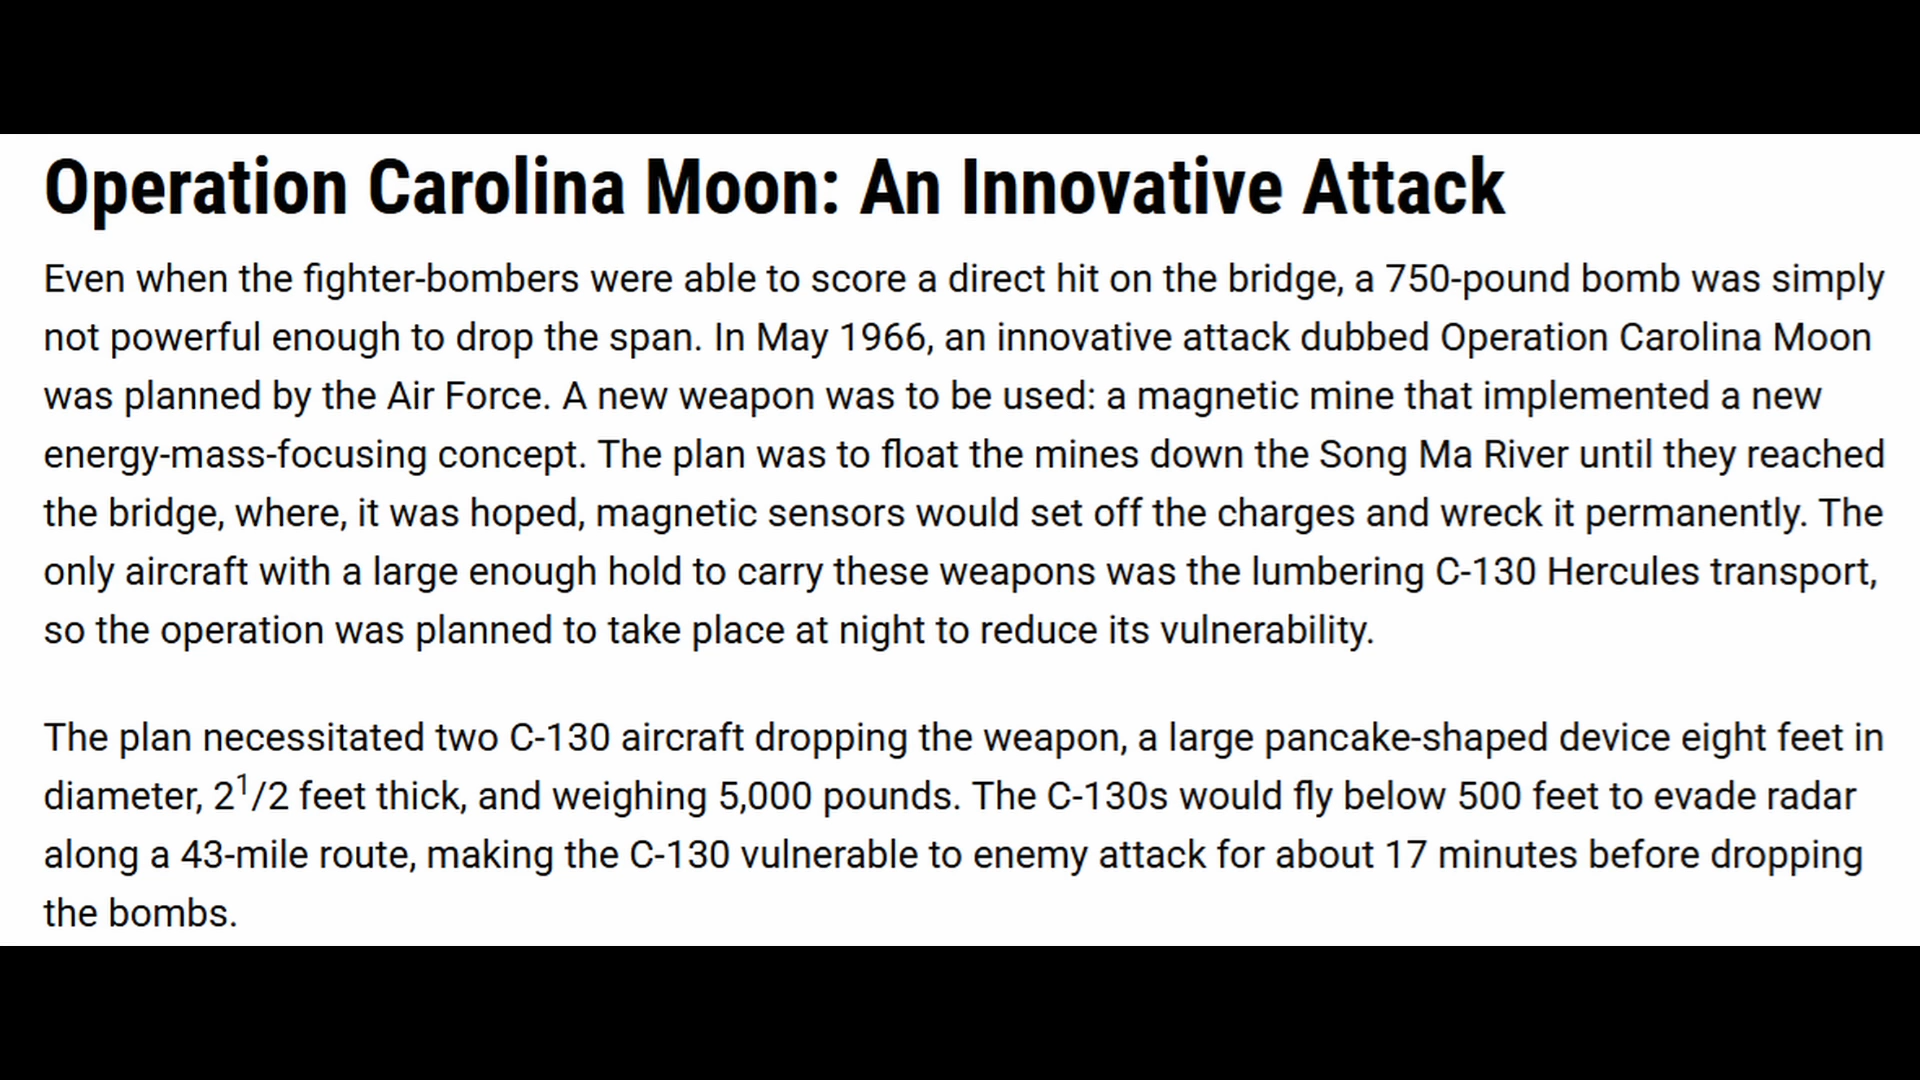 Operation Carolina Moon: An Innovative Attack
Even when the fighter-bombers were able to score a direct hit on the bridge, a 750-pound bomb was simply
not powerful enough to drop the span. In May 1966, an innovative attack dubbed Operation Carolina Moon
was planned by the Air Force. A new weapon was to be used: a magnetic mine that implemented a new
energy-mass-focusing concept. The plan was to float the mines down the Song Ma River until they reached
the bridge, where, it was hoped, magnetic sensors would set off the charges and wreck it permanently. The
only aircraft with a large enough hold to carry these weapons was the lumbering C-130 Hercules transport,
so the operation was planned to take place at night to reduce its vulnerability.
The plan necessitated two C-130 aircraft dropping the weapon, a large pancake-shaped device eight feet in
diameter, 2¹/2 feet thick, and weighing 5,000 pounds. The C-130s would fly below 500 feet to evade radar
along a 43-mile route, making the C-130 vulnerable to enemy attack for about 17 minutes before dropping
the bombs.